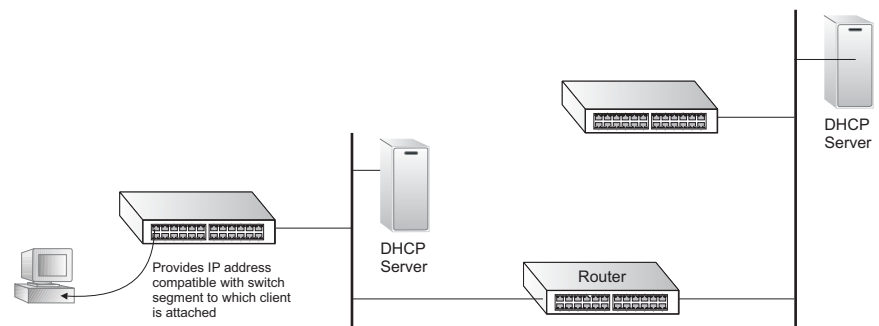 DHCP
Server
DHCP
Server
Provides IP address
compatible with switch
segment to which client
is attached
Router